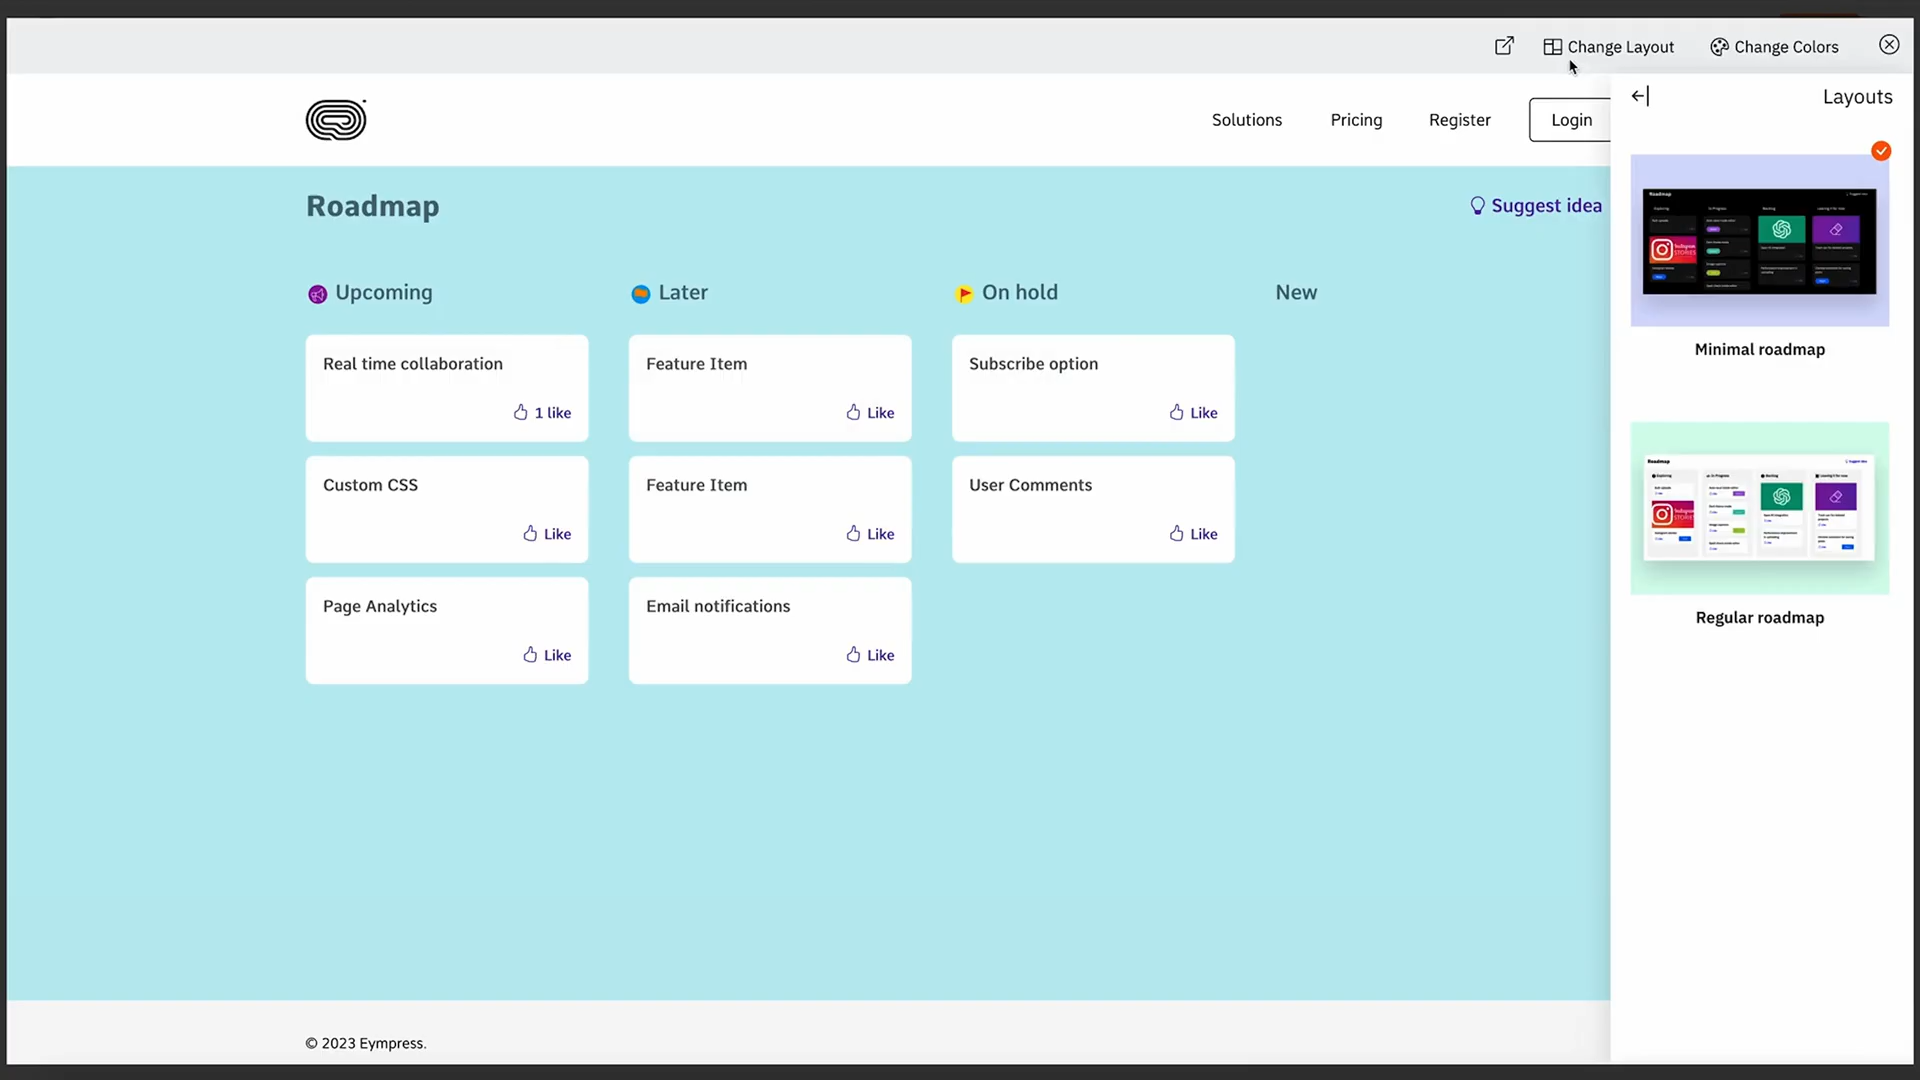 Change Layout
Change Colors
Solutions
Pricing
Register
Login
Layouts
Roadmap
Suggest idea
Upcoming
Later
On hold
New
Real time collaboration
1 like
Feature Item
Like
Subscribe option
Like
Custom CSS
Like
Feature Item
Like
User Comments
Like
Page Analytics
Like
Email notifications
Like
Roadmap
Minimal roadmap
Roadmap
Regular roadmap
© 2023 Eympress.